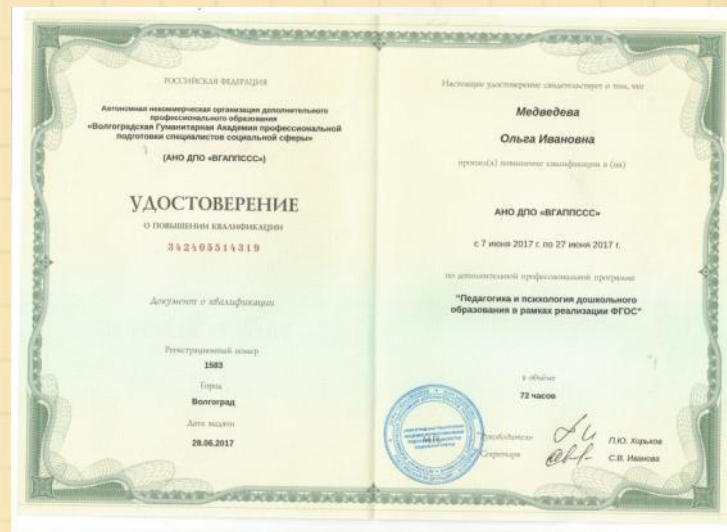 РОССИЙСКАЯ ФЕДЕРАЦИЯ
Автономная некоммерческая организация дополнительного
профессионального образования
«Волгоградская Гуманитарная Академия профессиональной
подготовки специалистов социальной сферы»
(АНО ДПО «ВГАППССС»)
УДОСТОВЕРЕНИЕ
О ПОВЫШЕНИИ КВАЛИФИКАЦИИ
342405514319
Документ о квалификации
Регистрационный номер
1583
Город
Волгоград
Дата выдачи
28.06.2017
Настоящее удостоверение свидетельствует о том, что
Медведева
Ольга Ивановна
прошел(а) повышение квалификации в (на)
АНО ДПО «ВГАППССС»
с 7 июня 2017 г. по 27 июня 2017 г.
по дополнительной профессиональной программе
"Педагогика и психология дошкольного
образования в рамках реализации ФГОС"
в объёме
72 часов
М.П.
Руководитель
П.Ю. Хорьков
Секретарь
С.В. Иванова